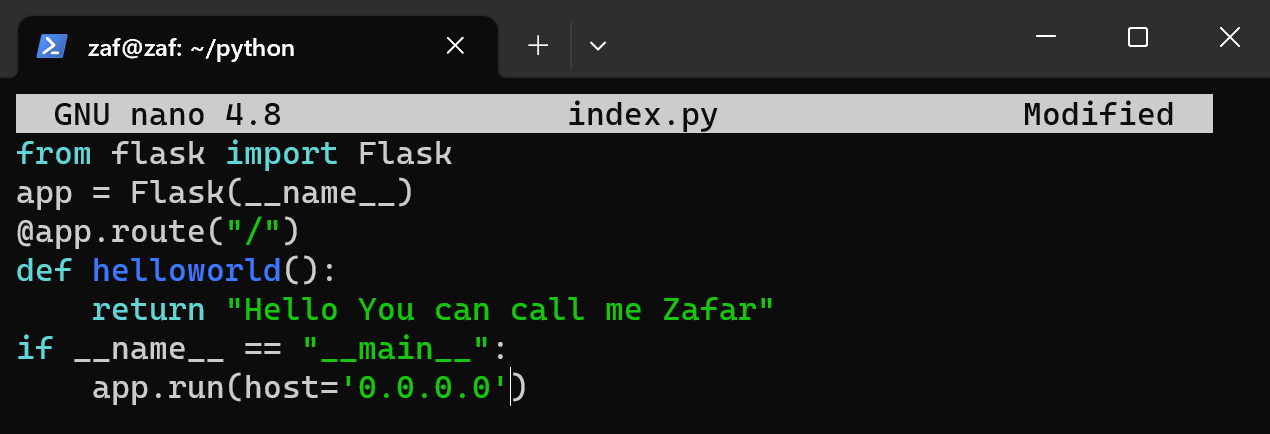 zaf@zaf: ~/python
GNU nano 4.8 index.py Modified
from flask import Flask
app = Flask(__name__)
@app.route("/")
def helloworld():
    return "Hello You can call me Zafar"
if __name__ == "__main__":
    app.run(host='0.0.0.0')